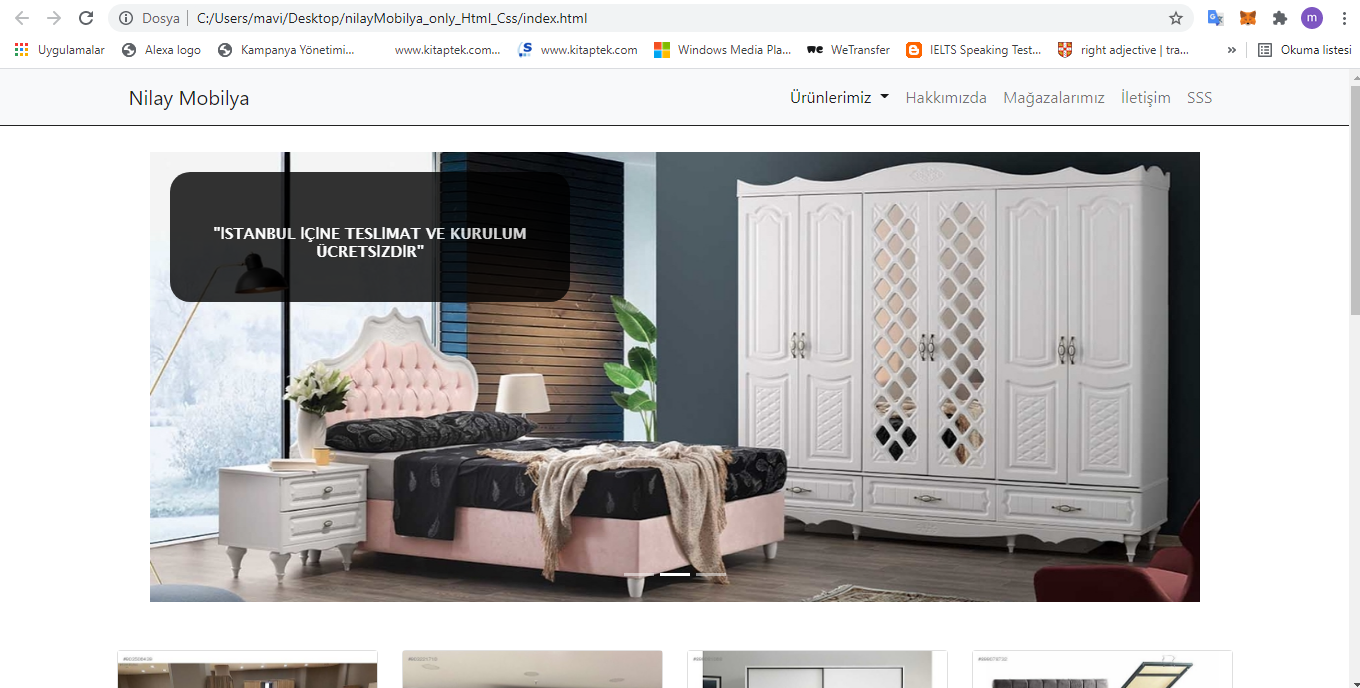 Dosya
C:/Users/mavi/Desktop/nilayMobilya_only_Html_Css/index.html
m
Uygulamalar
Alexa logo
Kampanya Yönetimi...
www.kitaptek.com...
www.kitaptek.com
Windows Media Pla...
WeTransfer
IELTS Speaking Test...
right adjective | tra...
»
Okuma listesi
Nilay Mobilya
Ürünlerimiz
Hakkımızda
Mağazalarımız
İletişim
SSS
"İSTANBUL İÇİNE TESLİMAT VE KURULUM
ÜCRETSİZDİR"